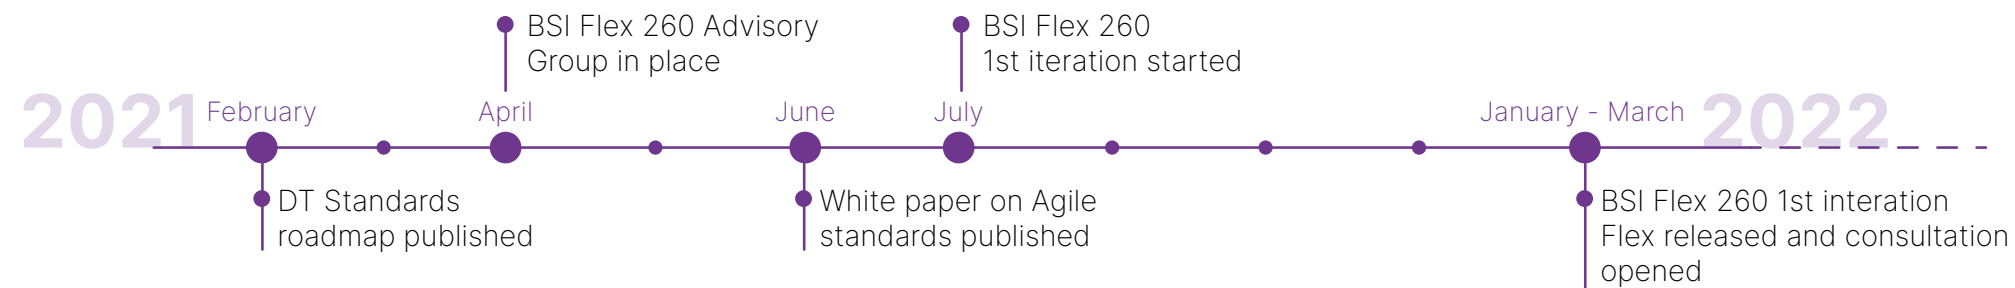 BSI Flex 260 Advisory
Group in place
BSI Flex 260
1st iteration started
2021
February
April
June
July
January - March
2022
DT Standards
roadmap published
White paper on Agile
standards published
BSI Flex 260 1st interation
Flex released and consultation
opened